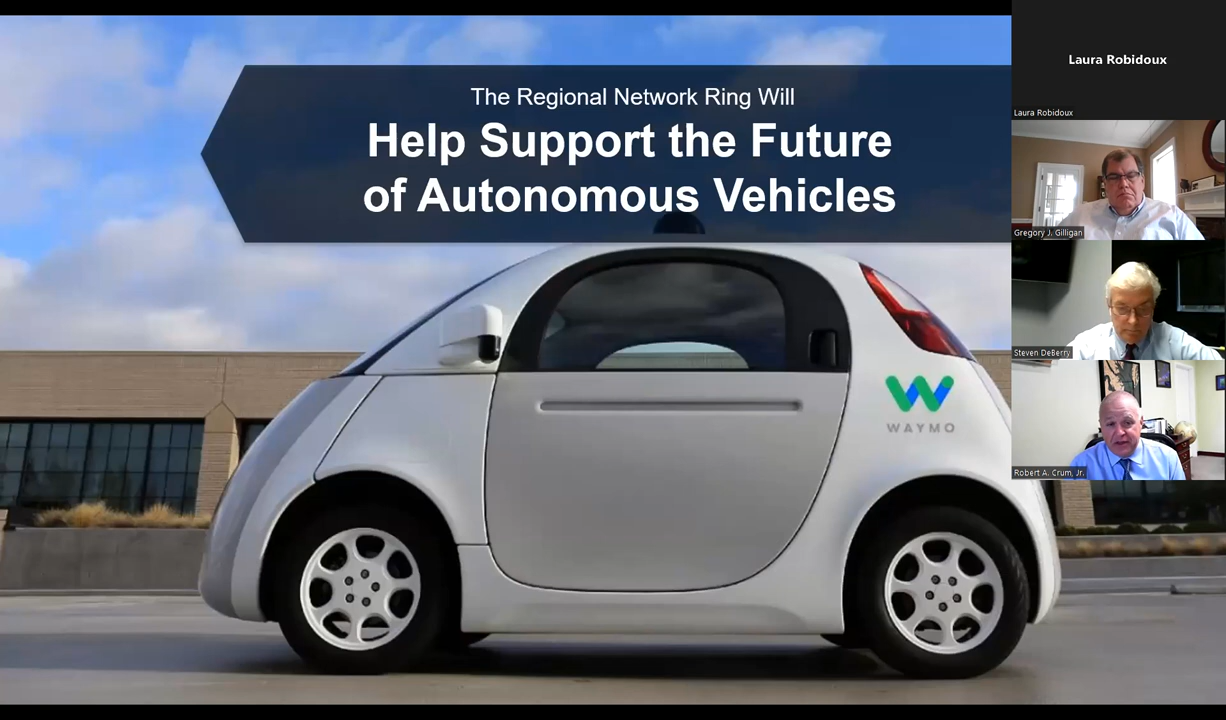 The Regional Network Ring Will
Help Support the Future
of Autonomous Vehicles
WAYMO
Laura Robidoux
Laura Robidoux
Gregory J. Gilligan
Steven DeBerry
Robert A. Crum, Jr.